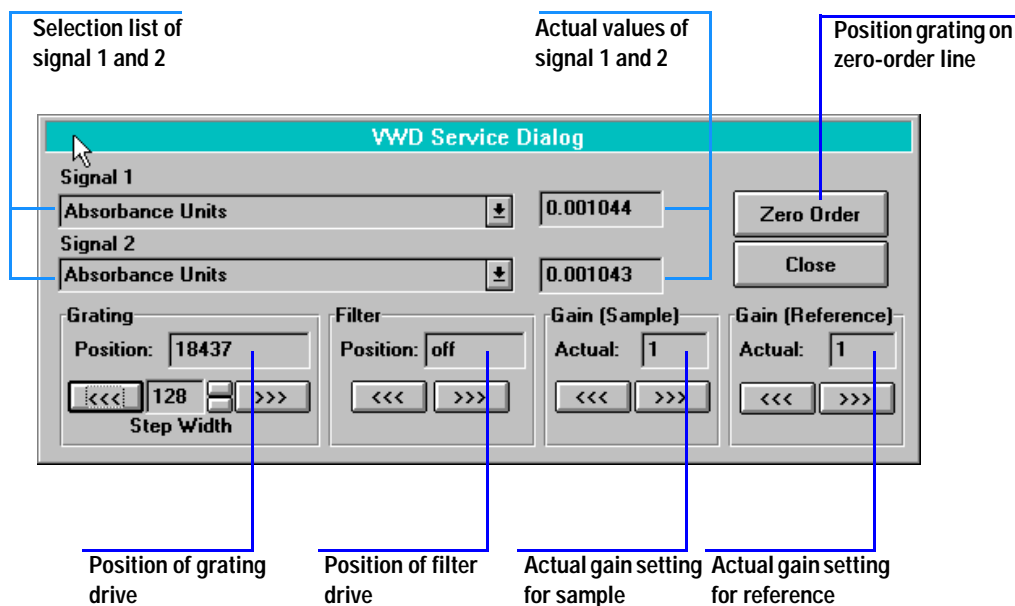 Selection list of
signal 1 and 2
Actual values of
signal 1 and 2
Position grating on
zero-order line
VWD Service Dialog
Signal 1
Absorbance Units
0.001044
Zero Order
Signal 2
Absorbance Units
0.001043
Close
Grating
Position: 18437
<<< 128 >>>
Step Width
Filter
Position: off
<<< >>>
Gain (Sample)
Actual: 1
<<< >>>
Gain (Reference)
Actual: 1
<<< >>>
Position of grating
drive
Position of filter
drive
Actual gain setting
for sample
Actual gain setting
for reference